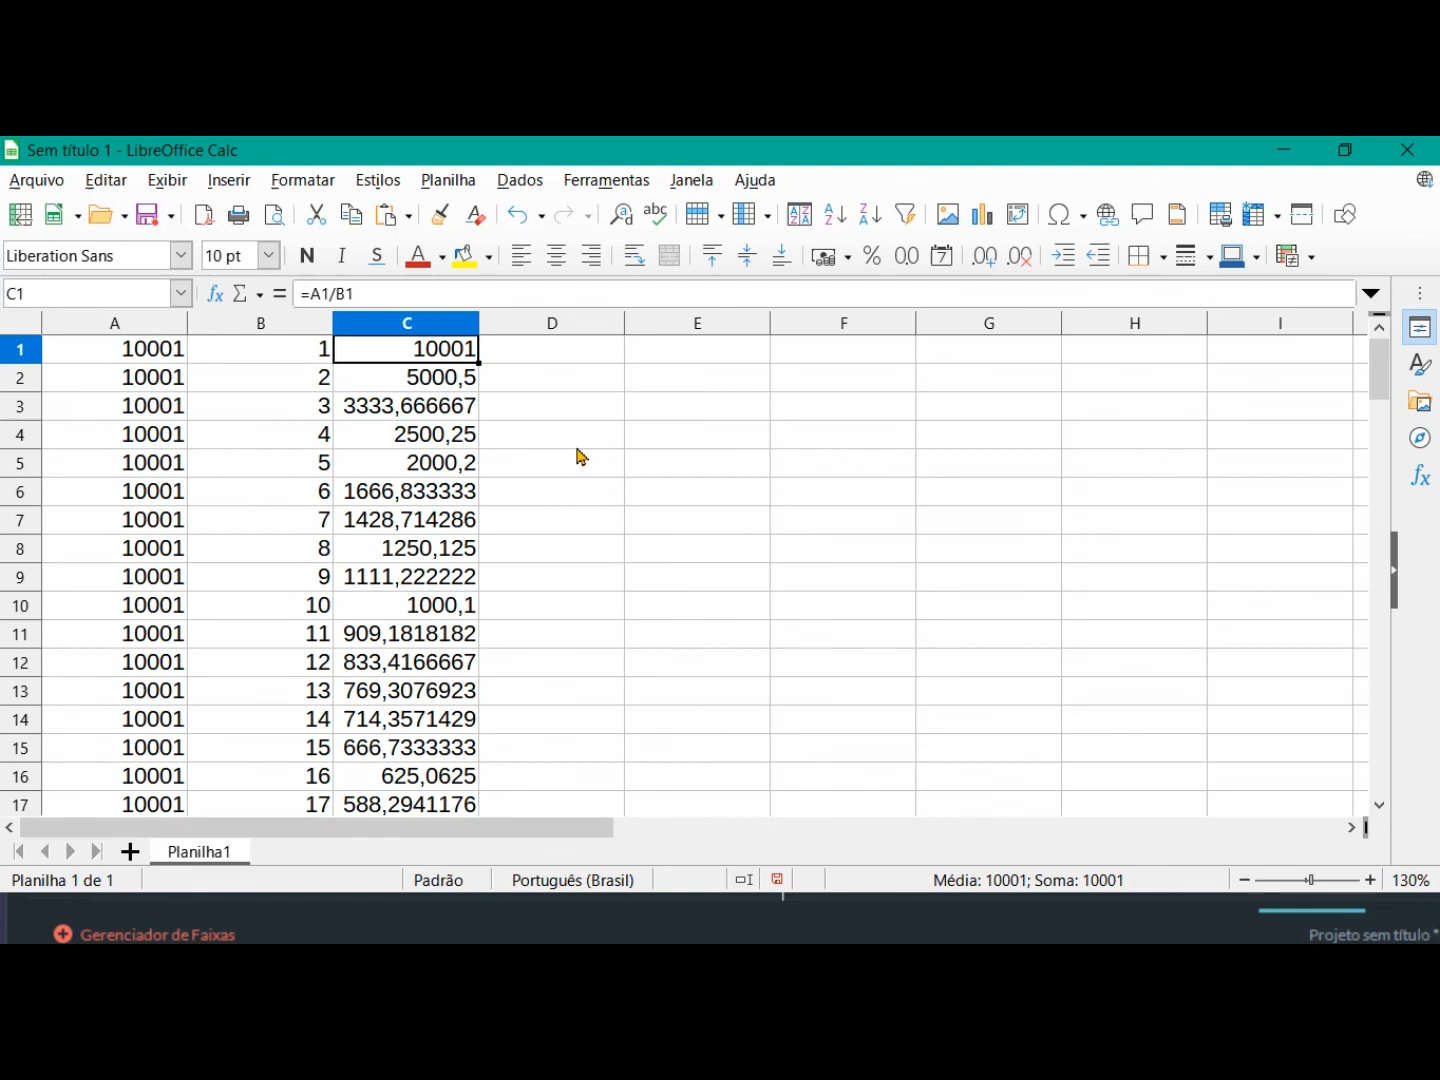 Sem título 1 - LibreOffice Calc
Arquivo Editar Exibir Inserir Formatar Estilos Planilha Dados Ferramentas Janela Ajuda
Liberation Sans 10 pt N I S
C1 fx Σ = =A1/B1
A B C D E F G H I
1 10001 1 10001
2 10001 2 5000,5
3 10001 3 3333,666667
4 10001 4 2500,25
5 10001 5 2000,2
6 10001 6 1666,833333
7 10001 7 1428,714286
8 10001 8 1250,125
9 10001 9 1111,222222
10 10001 10 1000,1
11 10001 11 909,1818182
12 10001 12 833,4166667
13 10001 13 769,3076923
14 10001 14 714,3571429
15 10001 15 666,7333333
16 10001 16 625,0625
17 10001 17 588,2941176
Planilha1
Planilha 1 de 1 Padrão Português (Brasil) Média: 10001; Soma: 10001 130%
Gerenciador de Faixas Projeto sem título *